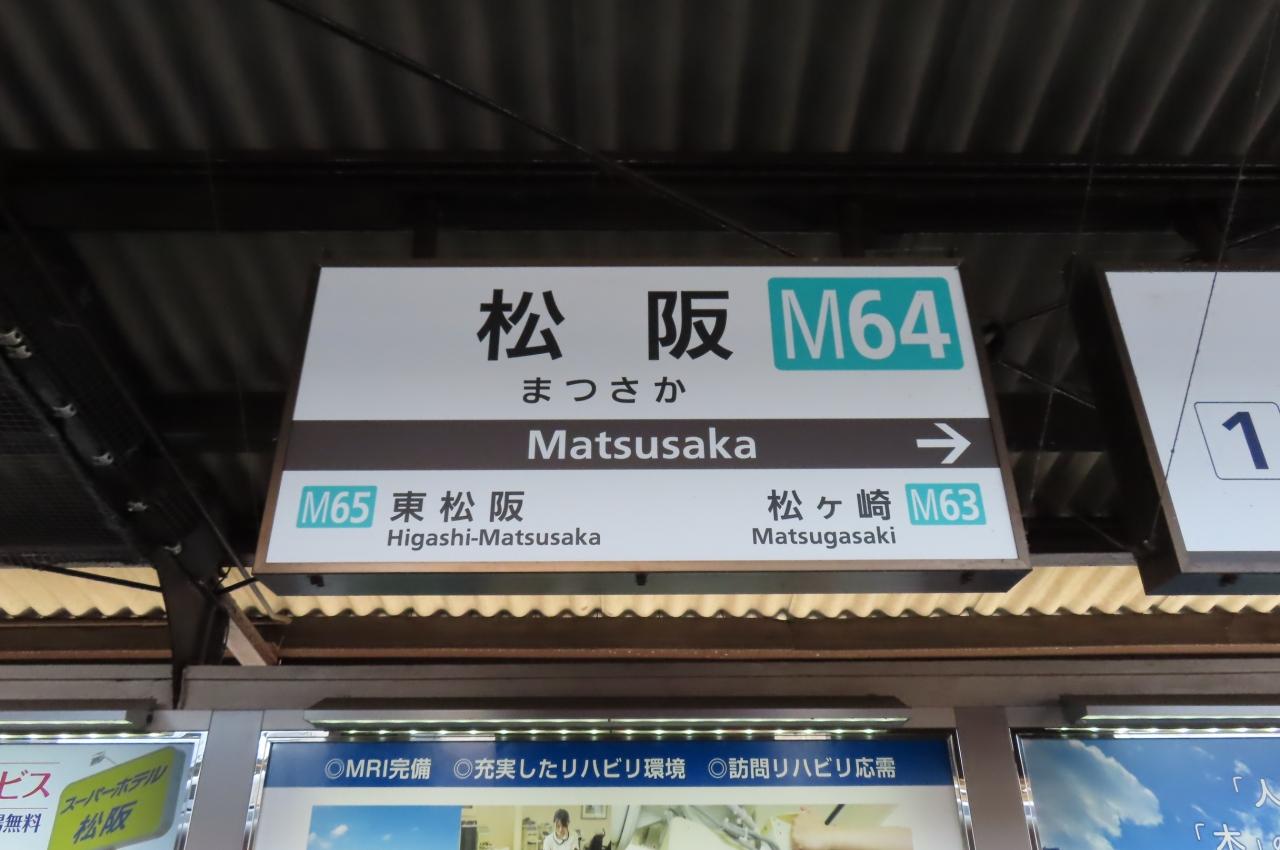 松阪 M64
まつさか
Matsusaka →
M65 東松阪
Higashi-Matsusaka
松ヶ崎 M63
Matsugasaki
1
ビス
無料
スーパーホテル
松阪
◎MRI完備 ◎充実したリハビリ環境 ◎訪問リハビリ応需
「人
「木